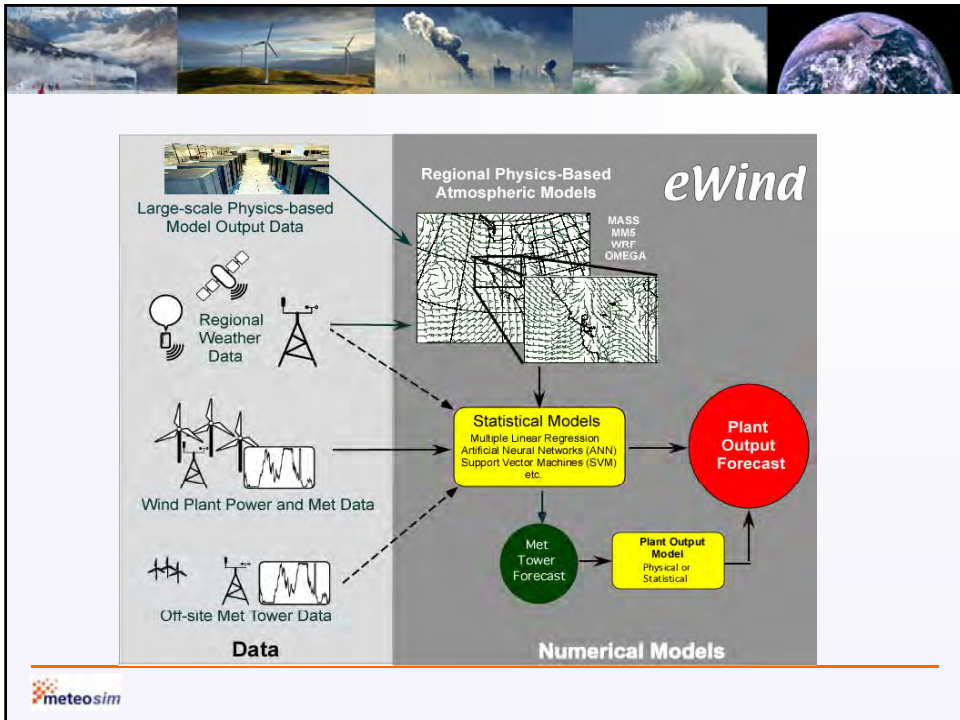 eWind
Large-scale Physics-based
Model Output Data
Regional Physics-Based
Atmospheric Models
MASS
MM5
WRF
OMEGA
Regional
Weather
Data
Statistical Models
Multiple Linear Regression
Artificial Neural Networks (ANN)
Support Vector Machines (SVM)
etc.
Plant
Output
Forecast
Wind Plant Power and Met Data
Met
Tower
Forecast
Plant Output
Model
Physical or
Statistical
Off-site Met Tower Data
Data
Numerical Models
meteosim